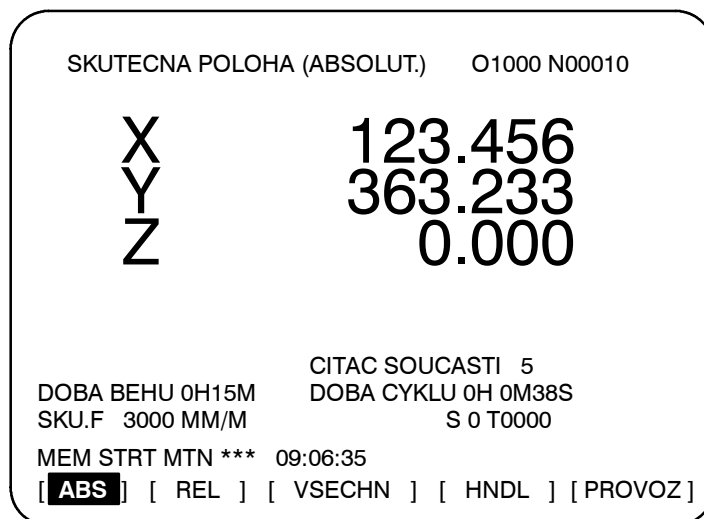 SKUTECNA POLOHA (ABSOLUT.) O1000 N00010
X 123.456
Y 363.233
Z 0.000
CITAC SOUCASTI 5
DOBA BEHU 0H15M DOBA CYKLU 0H 0M38S
SKU.F 3000 MM/M S 0 T0000
MEM STRT MTN *** 09:06:35
[ ABS ] [ REL ] [ VSECHN ] [ HNDL ] [ PROVOZ ]